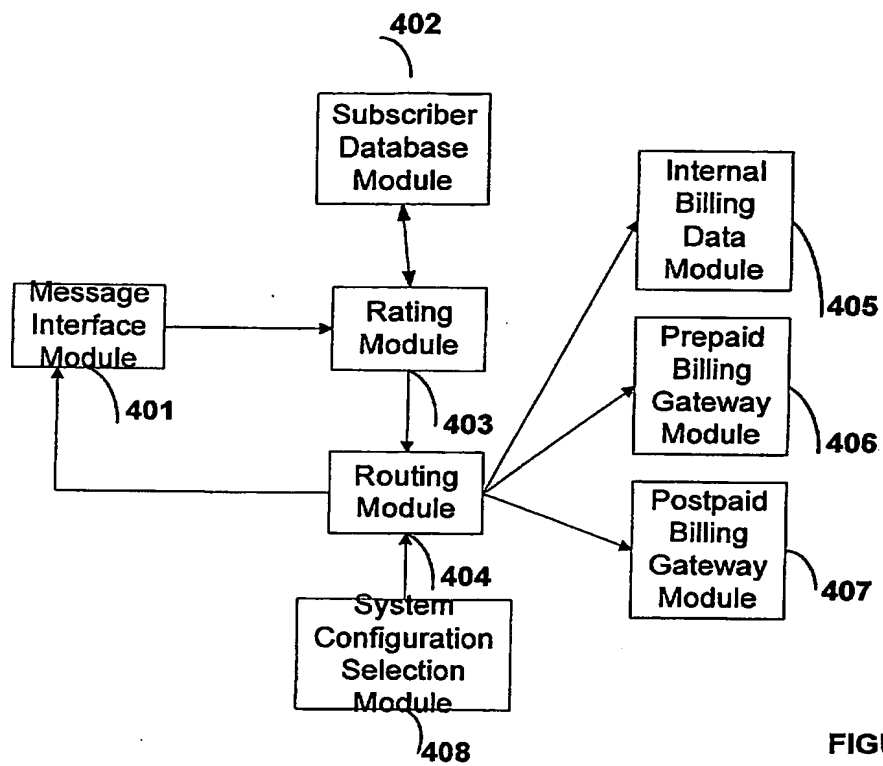 402
Subscriber
Database
Module
Internal
Billing
Data
Module
405
Message
Interface
Module
401
Rating
Module
403
Prepaid
Billing
Gateway
Module
406
Routing
Module
404
Postpaid
Billing
Gateway
Module
407
System
Configuration
Selection
Module
408
FIGU